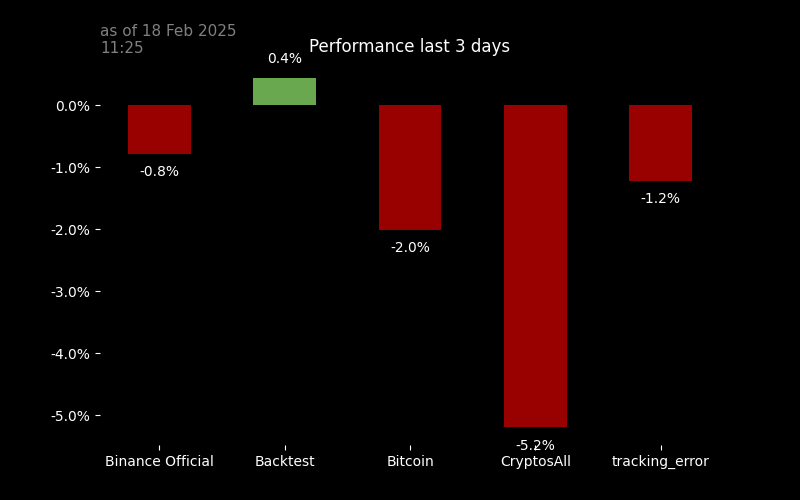 as of 18 Feb 2025
11:25
Performance last 3 days
0.4%
0.0%
-0.8%
-1.0%
-1.2%
-2.0%
-2.0%
-3.0%
-4.0%
-5.0%
-5.2%
Binance Official
Backtest
Bitcoin
CryptosAll
tracking_error